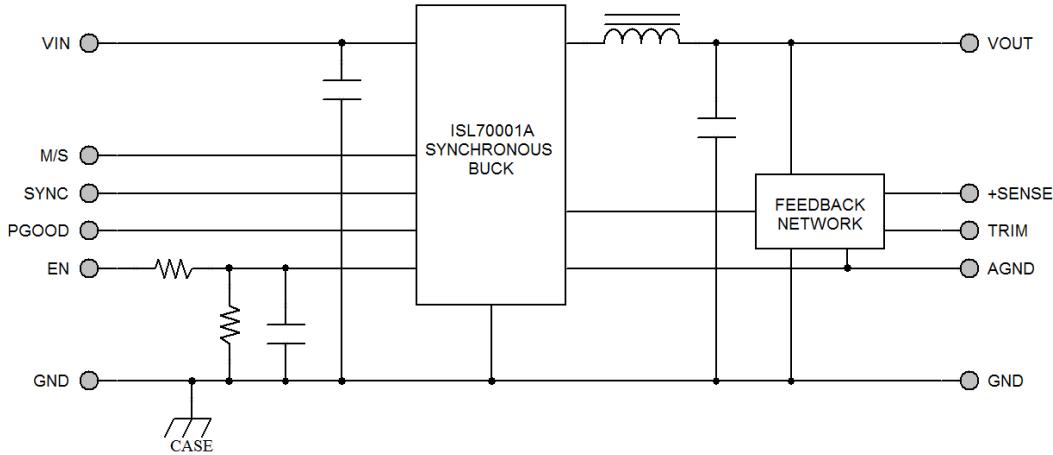 VIN
M/S
SYNC
PGOOD
EN
GND
CASE
ISL70001A
SYNCHRONOUS
BUCK
FEEDBACK
NETWORK
VOUT
+SENSE
TRIM
AGND
GND